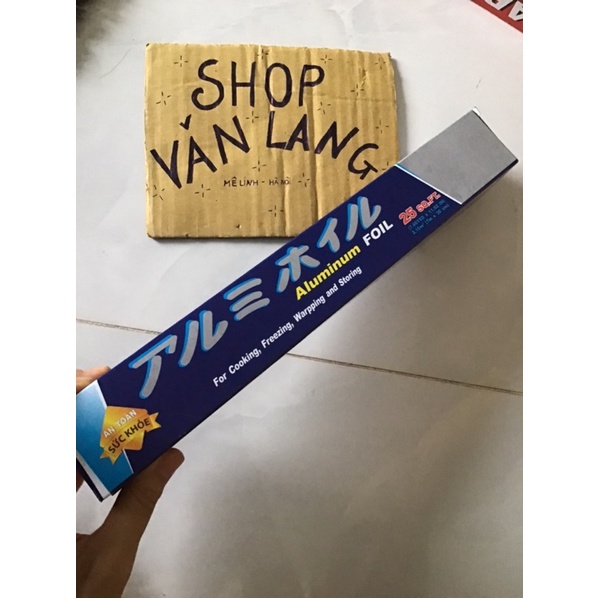 SHOP
VĂN LANG
MÊ LINH - HÀ NỘI
アルミホイル
Aluminum FOIL
25 SQ.FT.
For Cooking, Freezing, Warpping and Storing
AN TOÀN
SỨC KHỎE